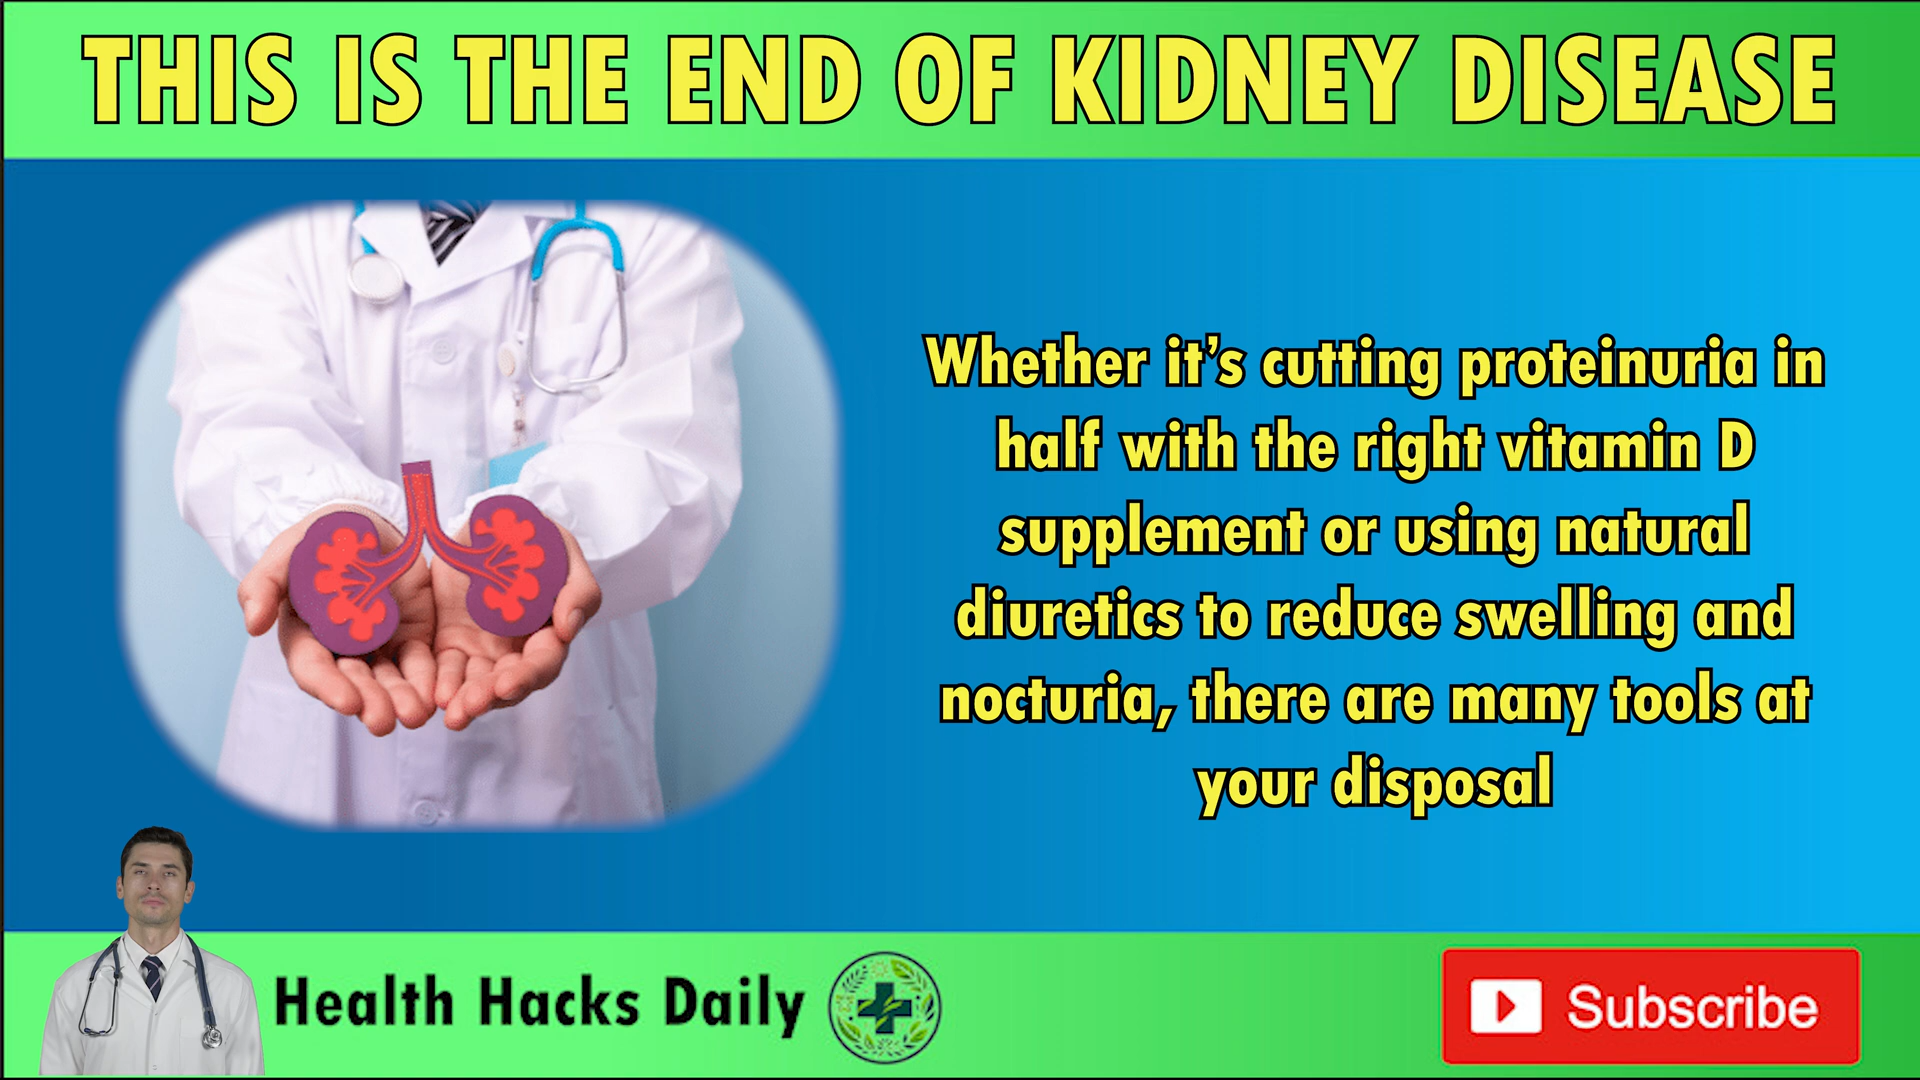 THIS IS THE END OF KIDNEY DISEASE
Whether it’s cutting proteinuria in
half with the right vitamin D
supplement or using natural
diuretics to reduce swelling and
nocturia, there are many tools at
your disposal
Health Hacks Daily
Subscribe